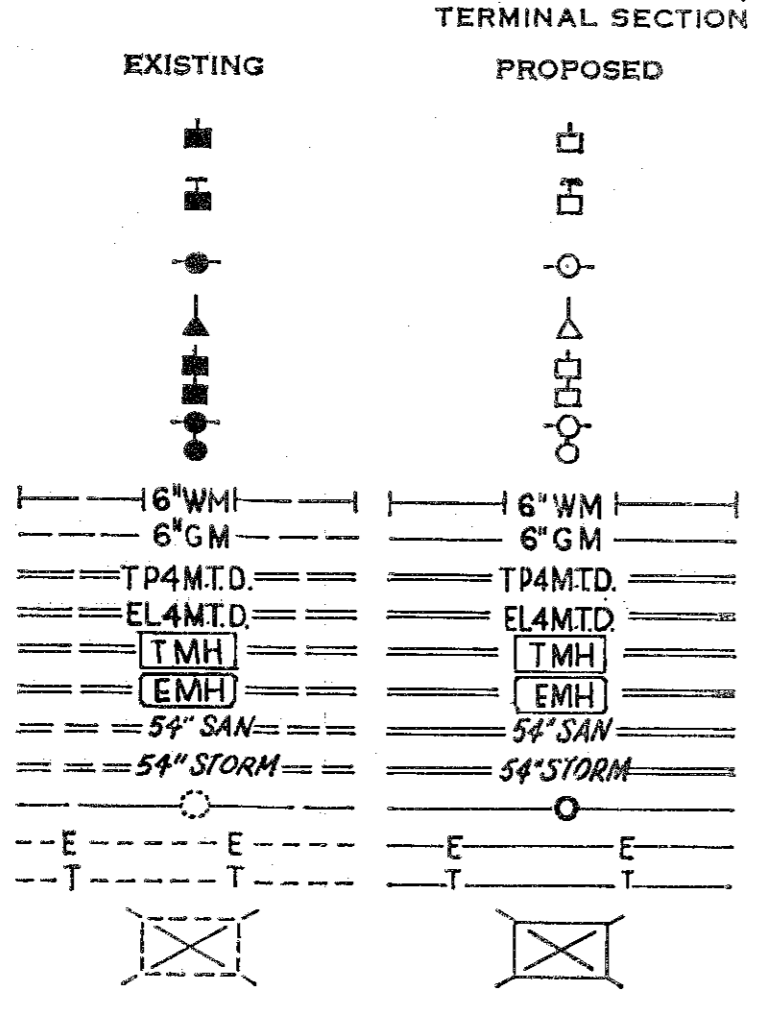 TERMINAL SECTION
EXISTING PROPOSED
6"WM 6"WM
6"GM 6"GM
TP4M.T.D. TP4M.T.D.
EL4M.T.D. EL4M.T.D.
TMH TMH
EMH EMH
54" SAN 54" SAN
54" STORM 54" STORM
E E E E
T T T T